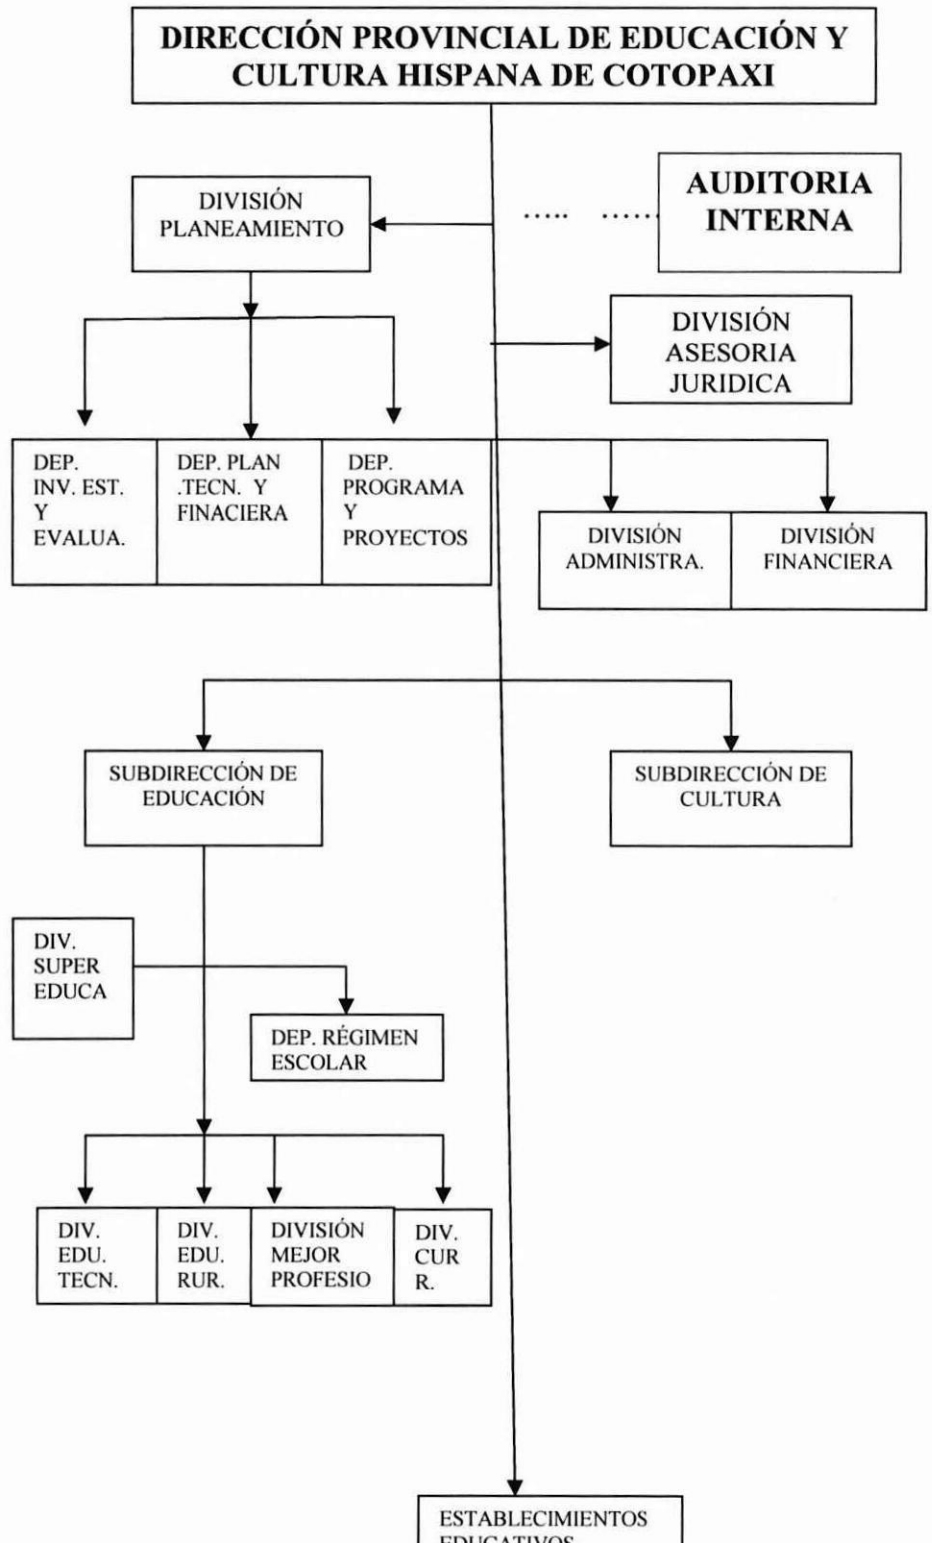 DIRECCIÓN PROVINCIAL DE EDUCACIÓN Y
CULTURA HISPANA DE COTOPAXI
DIVISIÓN
PLANEAMIENTO
..... ......
AUDITORIA
INTERNA
DIVISIÓN
ASESORIA
JURIDICA
DEP.
INV. EST.
Y
EVALUA.
DEP. PLAN
.TECN. Y
FINACIERA
DEP.
PROGRAMA
Y
PROYECTOS
DIVISIÓN
ADMINISTRA.
DIVISIÓN
FINANCIERA
SUBDIRECCIÓN DE
EDUCACIÓN
SUBDIRECCIÓN DE
CULTURA
DIV.
SUPER
EDUCA
DEP. RÉGIMEN
ESCOLAR
DIV.
EDU.
TECN.
DIV.
EDU.
RUR.
DIVISIÓN
MEJOR
PROFESIO
DIV.
CUR
R.
ESTABLECIMIENTOS
EDUCATIVOS